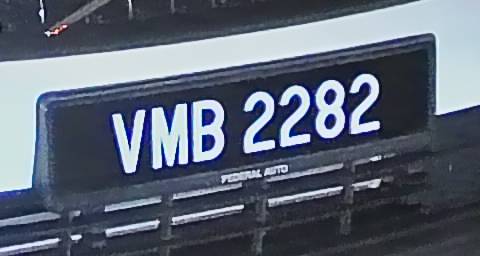 VMB 2282
FEDERAL AUTO